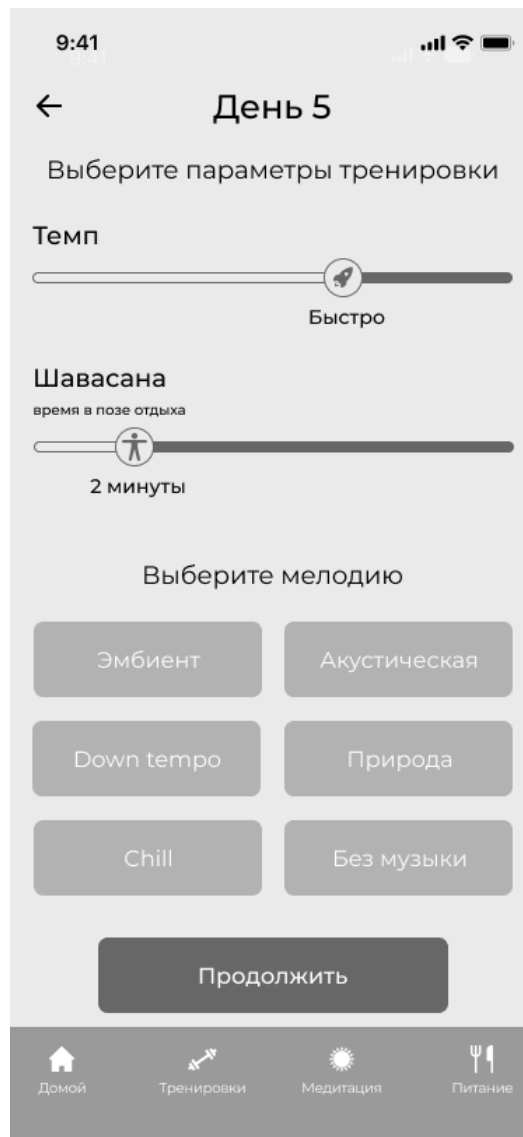 9:41
День 5
Выберите параметры тренировки
Темп
Быстро
Шавасана
время в позе отдыха
2 минуты
Выберите мелодию
Эмбиент Акустическая
Down tempo Природа
Chill Без музыки
Продолжить
Домой Тренировки Медитация Питание